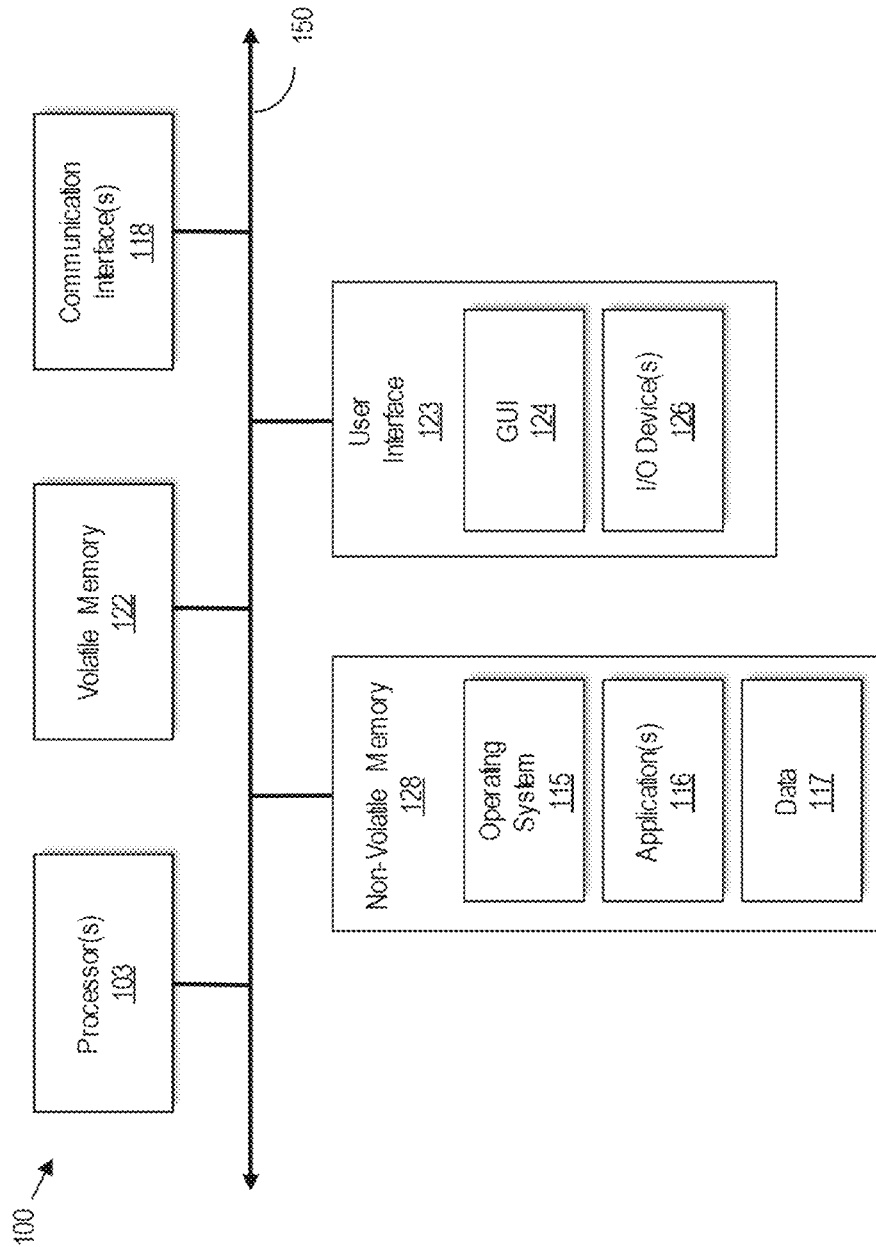 100
Processor(s)
103
Volatile Memory
122
Communication
Interface(s)
118
150
Non-Volatile Memory
128
Operating
System
115
Application(s)
116
Data
117
User
Interface
123
GUI
124
I/O Device(s)
126